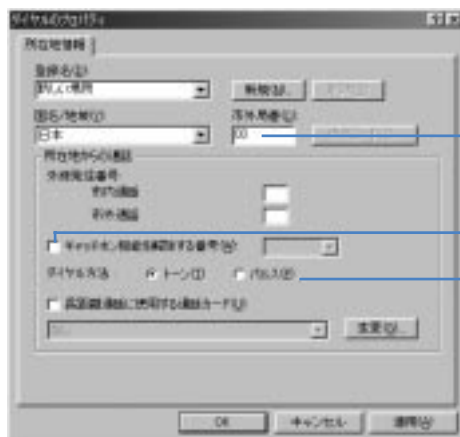 ダイヤルのプロパティ
所在地情報
登録名(I)
新しい場所
新規(N)...
国名/地域(U)
市外局番(C)
日本
所在地からの通話
外線発信番号
市内通話
市外通話
キャッチホン機能を解除する番号(W)
ダイヤル方法
トーン(T)
パルス(P)
長距離通話に使用する通話カード(U)
変更(G)...
OK
キャンセル
適用(A)